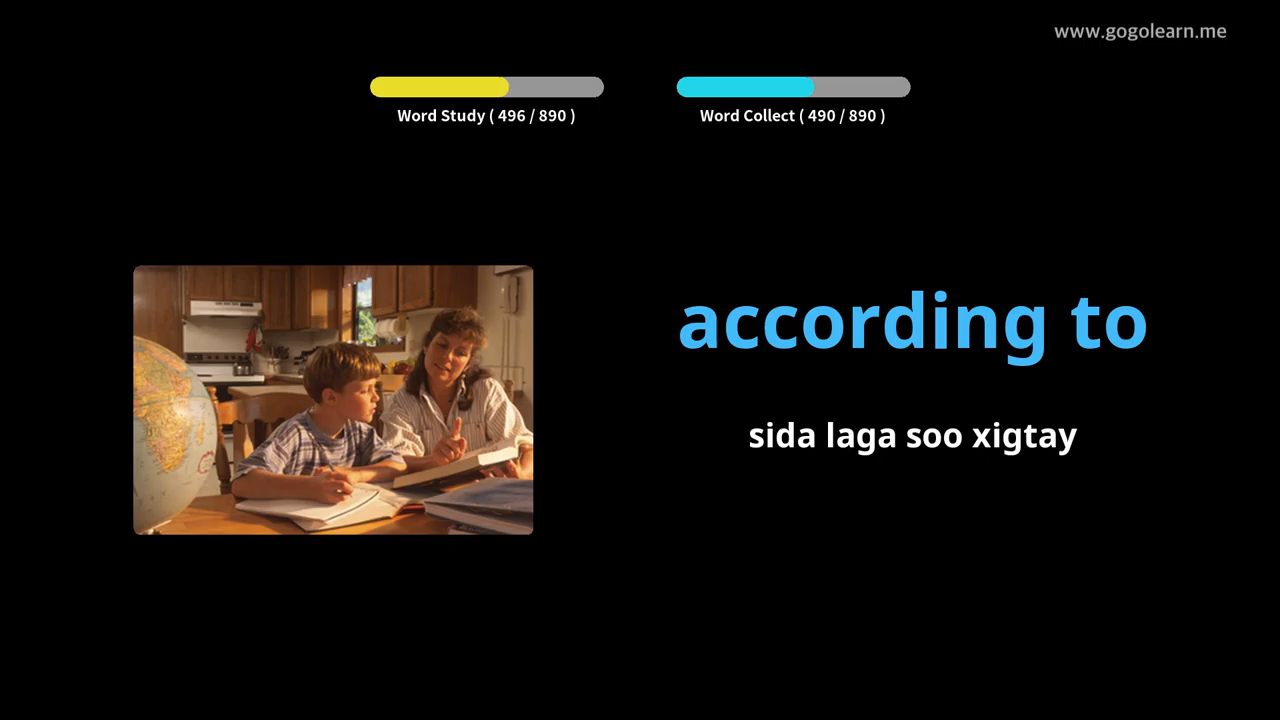 www.gogolearn.me
Word Study ( 496 / 890 )
Word Collect ( 490 / 890 )
according to
sida laga soo xigtay